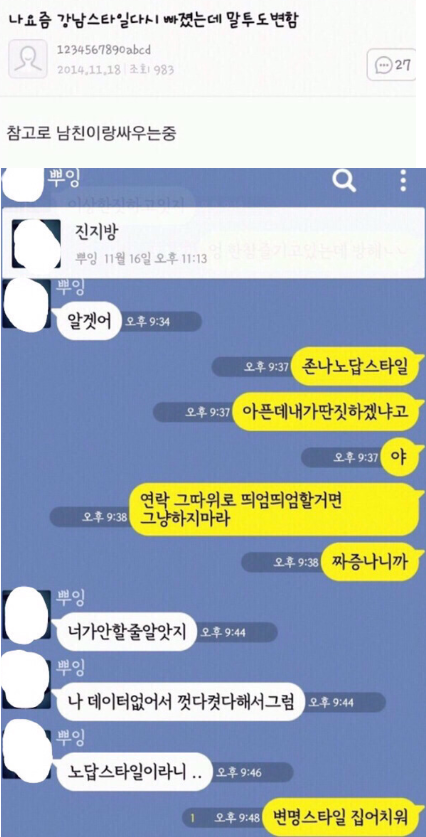 나요즘 강남스타일다시 빠졌는데 말투도변함
1234567890abcd
2014.11.18 | 조회 983
27
참고로 남친이랑싸우는중
뿌잉
진지방
뿌잉 11월 16일 오후 11:13
뿌잉
알겟어 오후 9:34
오후 9:37 존나노답스타일
오후 9:37 아픈데내가딴짓하겠냐고
오후 9:37 야
연락 그따위로 띄엄띄엄할거면
오후 9:38 그냥하지마라
오후 9:38 짜증나니까
뿌잉
너가안할줄알앗지 오후 9:44
뿌잉
나 데이터없어서 껏다켯다해서그럼 오후 9:44
뿌잉
노답스타일이라니 .. 오후 9:46
1 오후 9:48 변명스타일 집어치워